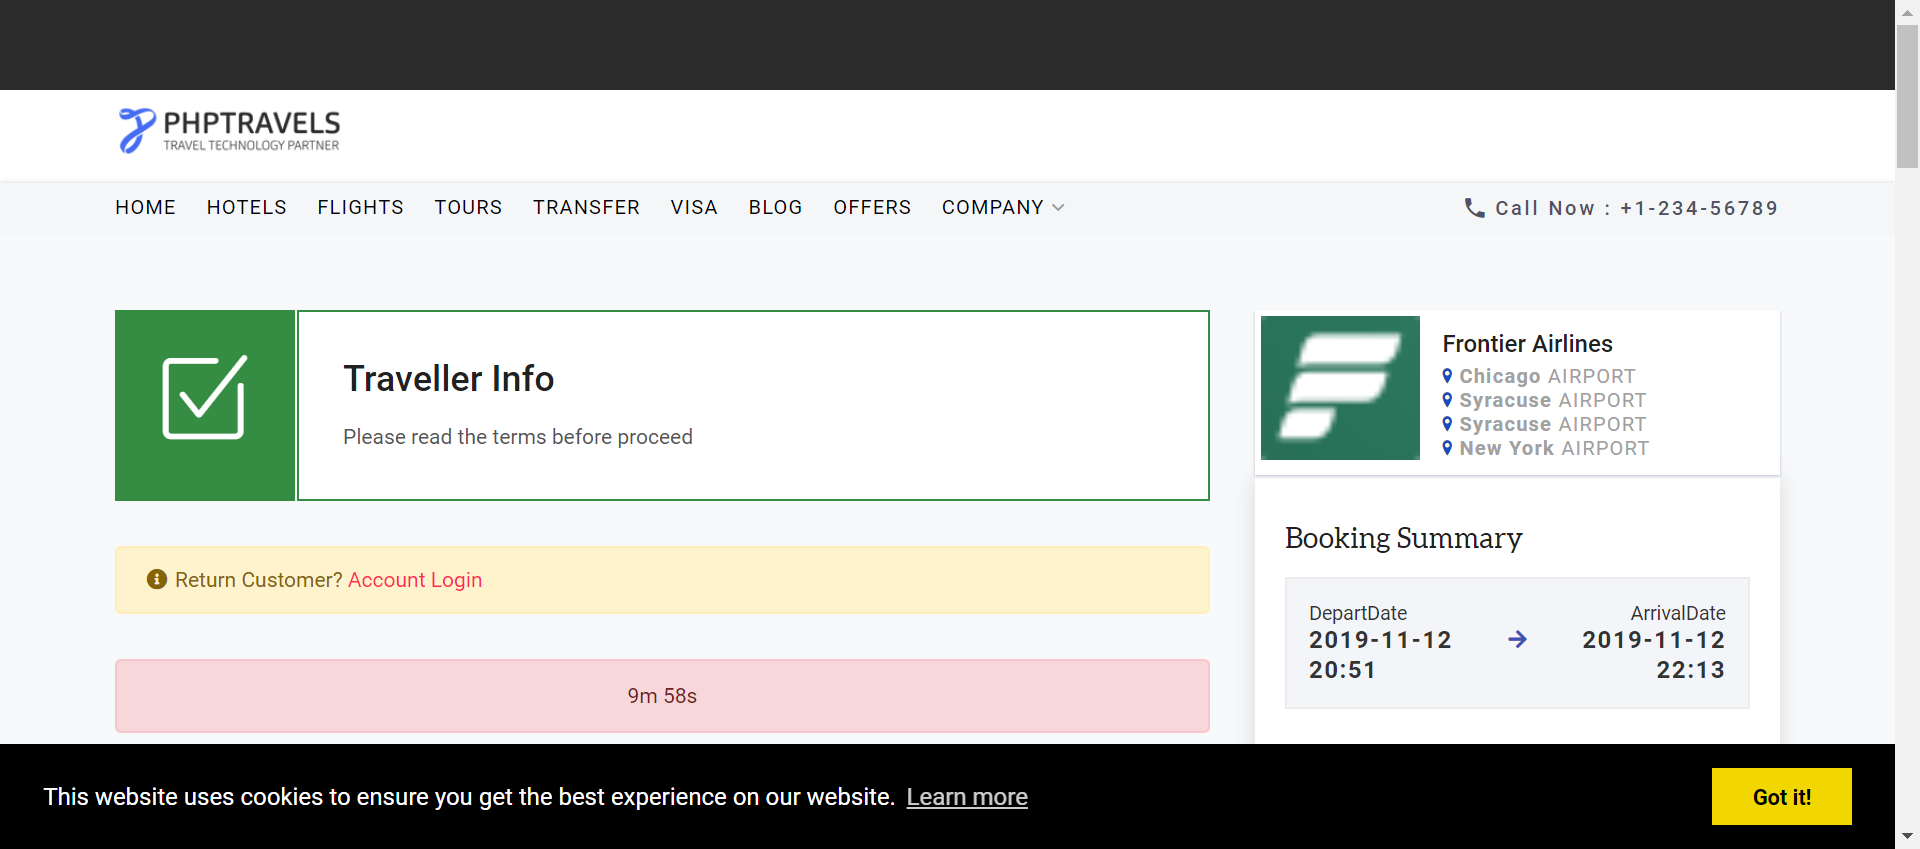 PHPTRAVELS
TRAVEL TECHNOLOGY PARTNER
HOME HOTELS FLIGHTS TOURS TRANSFER VISA BLOG OFFERS COMPANY Call Now : +1-234-56789
Traveller Info
Please read the terms before proceed
Return Customer? Account Login
9m 58s
Frontier Airlines
Chicago AIRPORT
Syracuse AIRPORT
Syracuse AIRPORT
New York AIRPORT
Booking Summary
DepartDate ArrivalDate
2019-11-12 2019-11-12
20:51 22:13
This website uses cookies to ensure you get the best experience on our website. Learn more Got it!